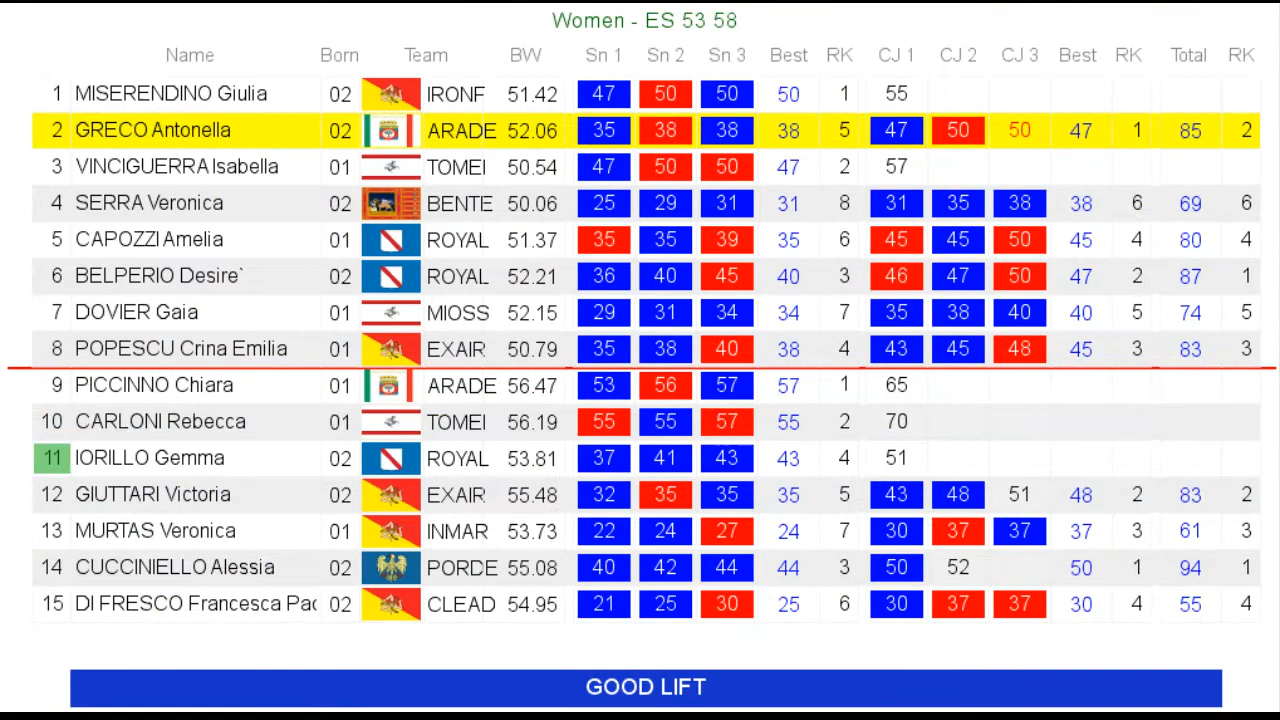 Women - ES 53 58
Name Born Team BW Sn 1 Sn 2 Sn 3 Best RK CJ 1 CJ 2 CJ 3 Best RK Total RK
1 MISERENDINO Giulia 02 IRONF 51.42 47 50 50 50 1 55
2 GRECO Antonella 02 ARADE 52.06 35 38 38 38 5 47 50 50 47 1 85 2
3 VINCIGUERRA Isabella 01 TOMEI 50.54 47 50 50 47 2 57
4 SERRA Veronica 02 BENTE 50.06 25 29 31 31 8 31 35 38 38 6 69 6
5 CAPOZZI Amelia 01 ROYAL 51.37 35 35 39 35 6 45 45 50 45 4 80 4
6 BELPERIO Desire` 02 ROYAL 52.21 36 40 45 40 3 46 47 50 47 2 87 1
7 DOVIER Gaia 01 MIOSS 52.15 29 31 34 34 7 35 38 40 40 5 74 5
8 POPESCU Crina Emilia 01 EXAIR 50.79 35 38 40 38 4 43 45 48 45 3 83 3
9 PICCINNO Chiara 01 ARADE 56.47 53 56 57 57 1 65
10 CARLONI Rebecca 01 TOMEI 56.19 55 55 57 55 2 70
11 IORILLO Gemma 02 ROYAL 53.81 37 41 43 43 4 51
12 GIUTTARI Victoria 02 EXAIR 55.48 32 35 35 35 5 43 48 51 48 2 83 2
13 MURTAS Veronica 01 INMAR 53.73 22 24 27 24 7 30 37 37 37 3 61 3
14 CUCCINIELLO Alessia 02 PORDE 55.08 40 42 44 44 3 50 52 50 1 94 1
15 DI FRESCO Francesca Pao 02 CLEAD 54.95 21 25 30 25 6 30 37 37 30 4 55 4
GOOD LIFT